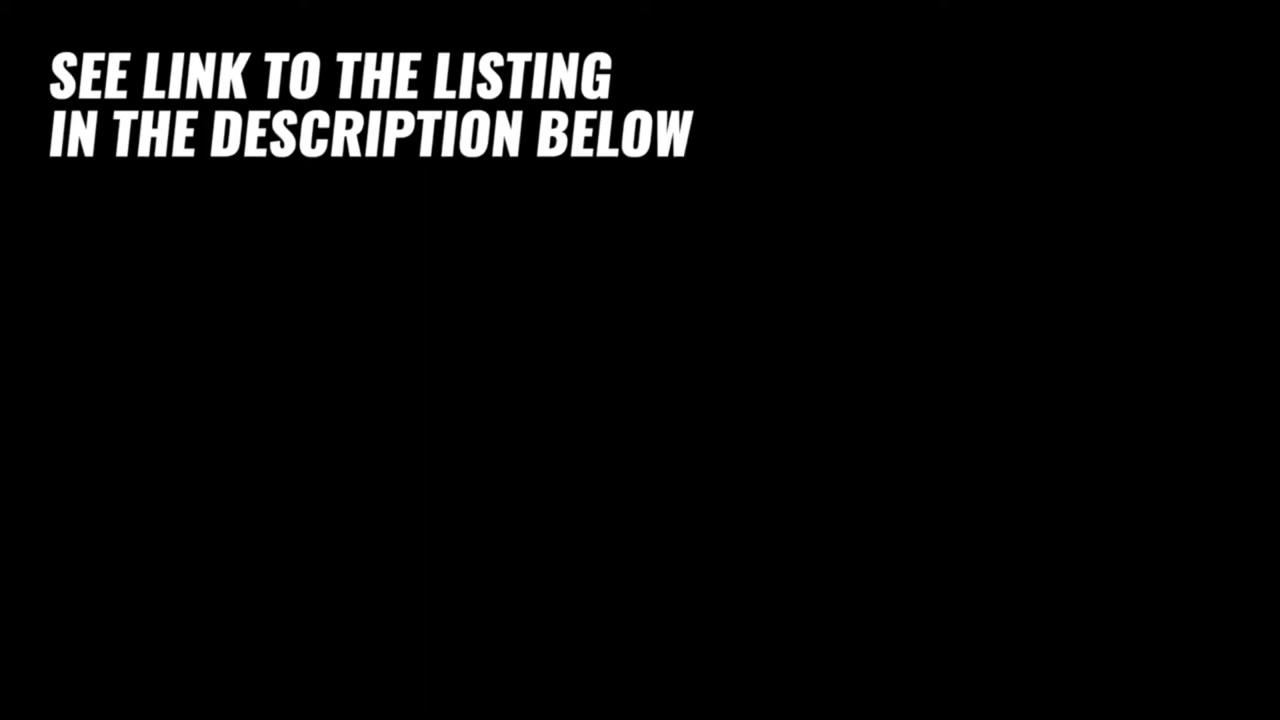 SEE LINK TO THE LISTING
IN THE DESCRIPTION BELOW